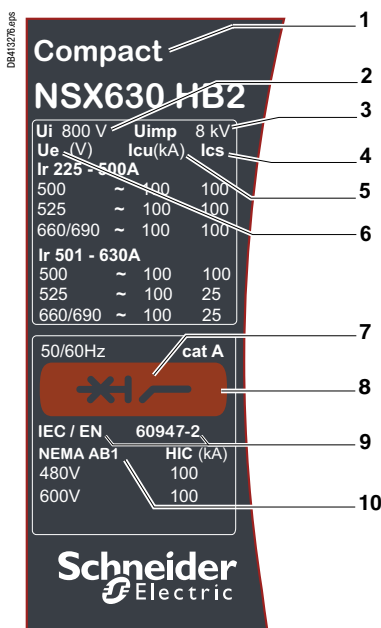 DB413276.eps
Compact
NSX630 HB2
Ui 800 V Uimp 8 kV
Ue (V) Icu(kA) Ics
Ir 225 - 500A
500 ~ 100 100
525 ~ 100 100
660/690 ~ 100 100
Ir 501 - 630A
500 ~ 100 100
525 ~ 100 25
660/690 ~ 100 25
50/60Hz cat A
IEC / EN 60947-2
NEMA AB1 HIC (kA)
480V 100
600V 100
Schneider
Electric
1
2
3
4
5
6
7
8
9
10